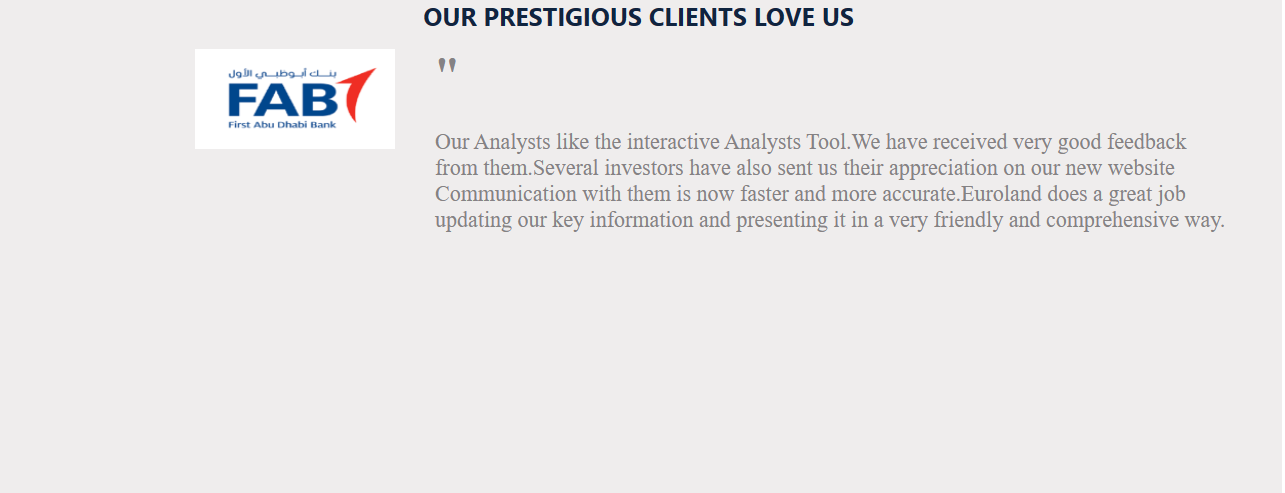 OUR PRESTIGIOUS CLIENTS LOVE US
بنك أبوظبي الأول
FAB
First Abu Dhabi Bank
"
Our Analysts like the interactive Analysts Tool.We have received very good feedback
from them.Several investors have also sent us their appreciation on our new website
Communication with them is now faster and more accurate.Euroland does a great job
updating our key information and presenting it in a very friendly and comprehensive way.